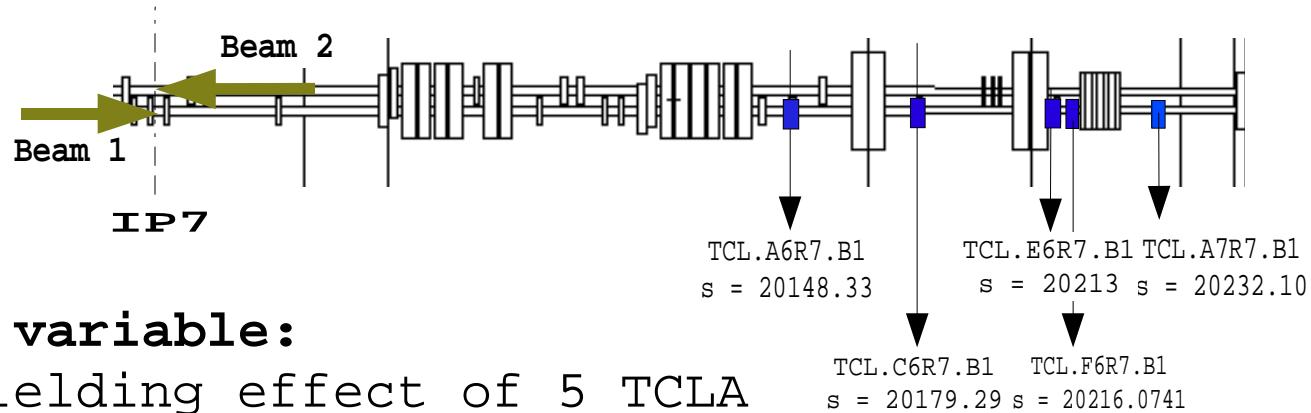 Beam 2
Beam 1
IP7
TCL.A6R7.B1
s = 20148.33
TCL.E6R7.B1
s = 20213
TCL.A7R7.B1
s = 20232.10
variable:
TCL.C6R7.B1
s = 20179.29
TCL.F6R7.B1
s = 20216.0741
ielding effect of 5 TCLA